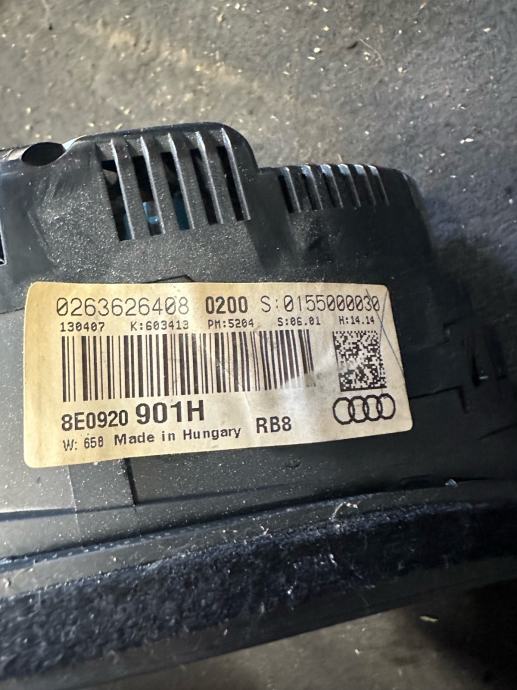 0263626408 0200 S:0155000030
130407 K:603413 PM:5204 S:06.01 H:14.14
8E0920 901H RB8
W: 658 Made in Hungary